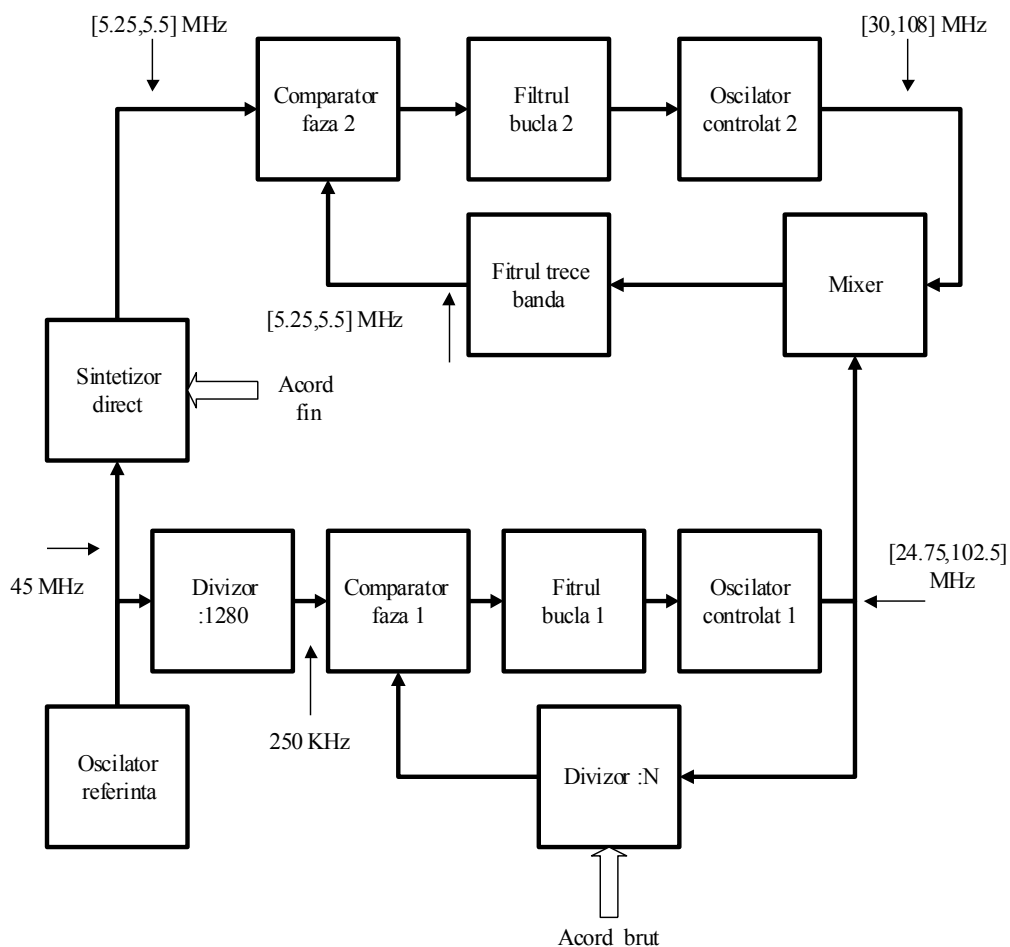 [5.25,5.5] MHz
[30,108] MHz
Comparator
faza 2
Filtrul
bucla 2
Oscilator
controlat 2
Fitrul trece
banda
Mixer
[5.25,5.5] MHz
Sintetizor
direct
Acord
fin
45 MHz
Divizor
:1280
Comparator
faza 1
Fitrul
bucla 1
Oscilator
controlat 1
[24.75,102.5]
MHz
250 KHz
Oscilator
referinta
Divizor :N
Acord brut